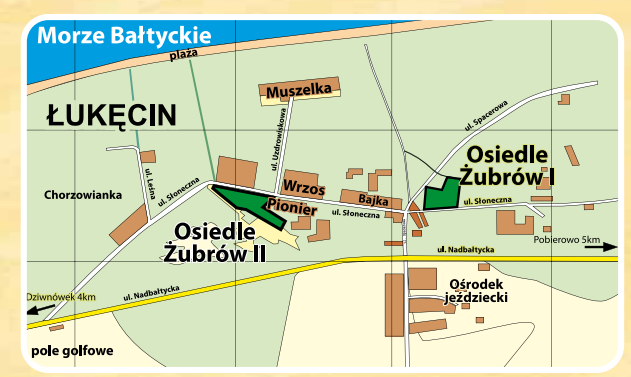 Morze Bałtyckie
plaża
Muszelka
ŁUKĘCIN
ul. Spacerowa
ul. Uzdrowiskowa
Osiedle
Żubrów I
ul. Leśna
ul. Słoneczna
Chorzowianka
Wrzos
Bajka
ul. Słoneczna
Pionier
ul. Słoneczna
Osiedle
Żubrów II
Pobierowo 5km
ul. Nadbałtycka
Ośrodek
jeździecki
Dziwnówek 4km
ul. Nadbałtycka
pole golfowe